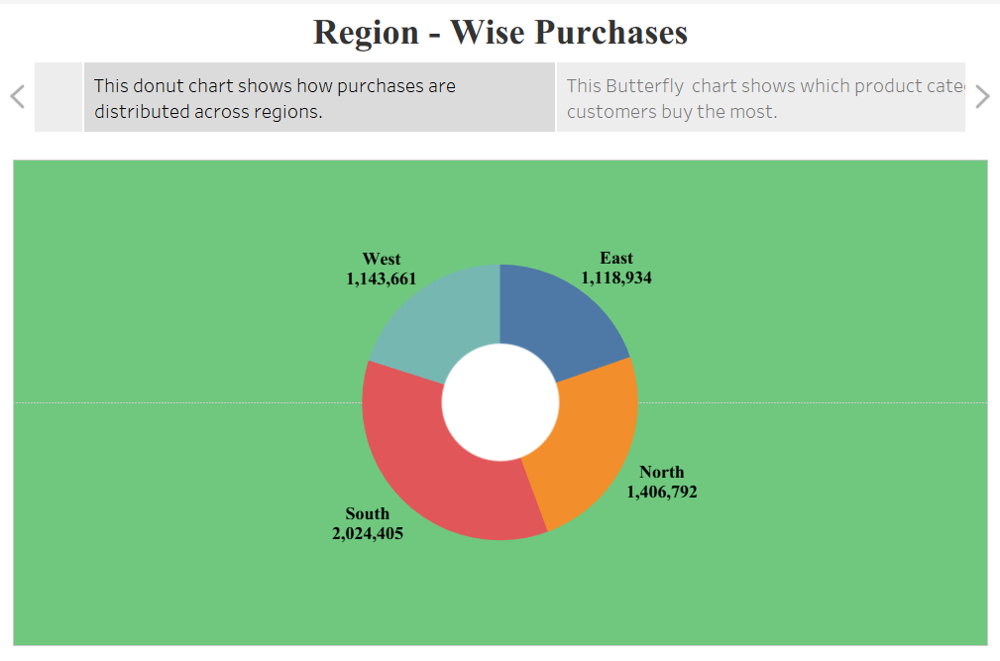 Region - Wise Purchases
This donut chart shows how purchases are
distributed across regions.
This Butterfly chart shows which product
customers buy the most.
West
1,143,661
East
1,118,934
North
1,406,792
South
2,024,405